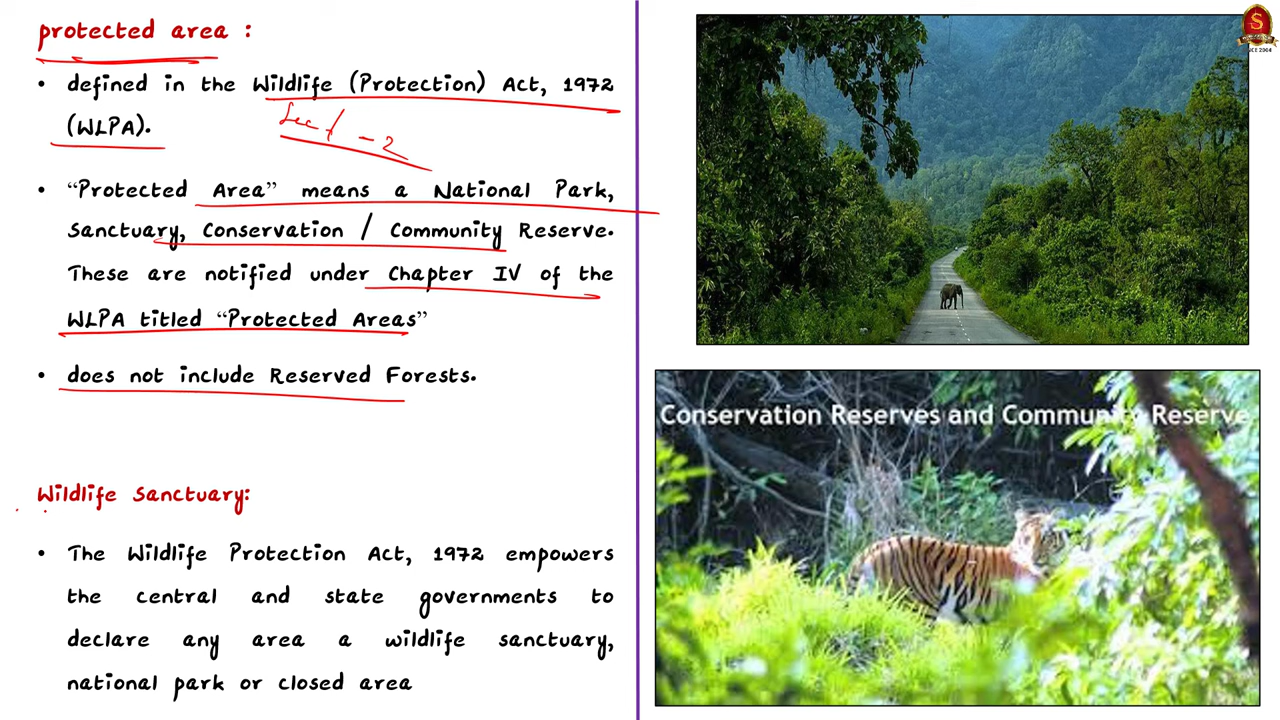 protected area :
• defined in the Wildlife (Protection) Act, 1972
(WLPA).
Sec - 2
• “Protected Area” means a National Park,
Sanctuary, Conservation / Community Reserve.
These are notified under Chapter IV of the
WLPA titled “Protected Areas”
• does not include Reserved Forests.
Wildlife Sanctuary:
• The Wildlife Protection Act, 1972 empowers
the central and state governments to
declare any area a wildlife sanctuary,
national park or closed area
S
SINCE 2004
Conservation Reserves and Community Reserve